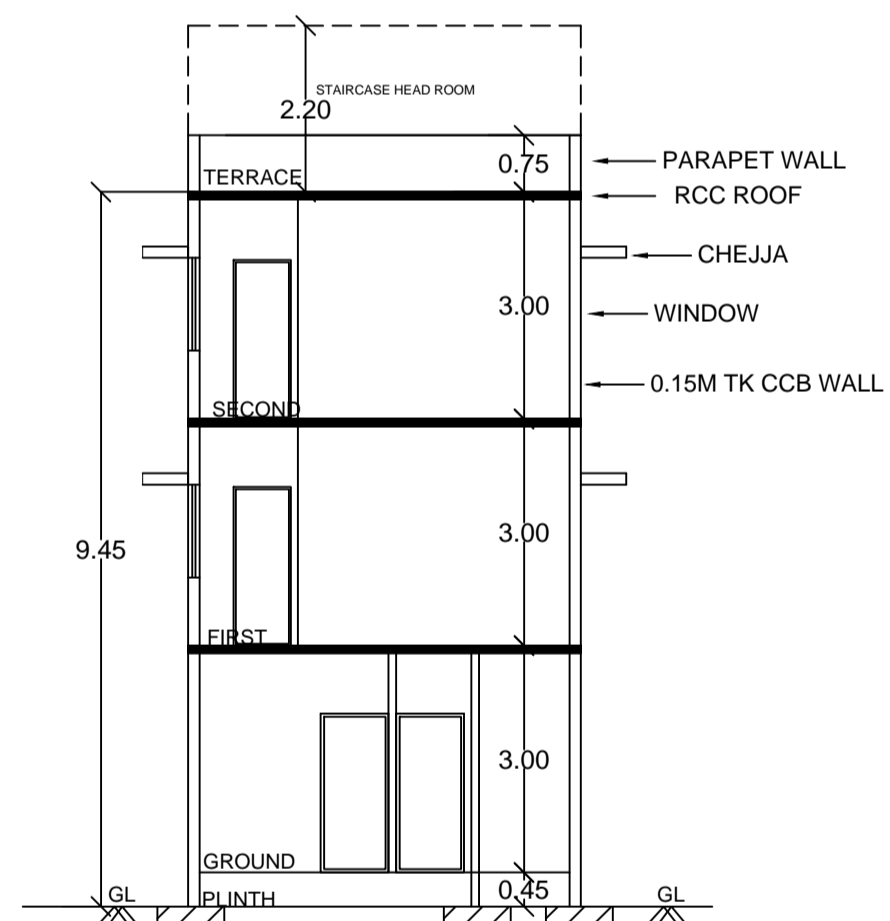 STAIRCASE HEAD ROOM
2.20
0.75
PARAPET WALL
TERRACE
RCC ROOF
CHEJJA
3.00
WINDOW
0.15M TK CCB WALL
SECOND
3.00
9.45
FIRST
3.00
GROUND
0.45
GL
PLINTH
GL